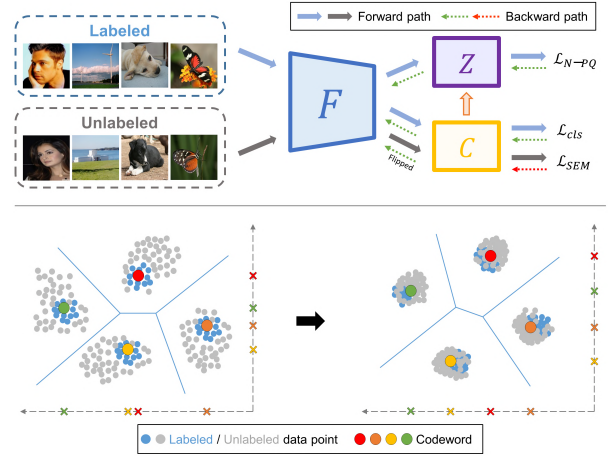 Forward path
Backward path
Labeled
Unlabeled
F
Z
C
Flipped
ℒ_{N−PQ}
ℒ_{cls}
ℒ_{SEM}
Labeled / Unlabeled data point
Codeword